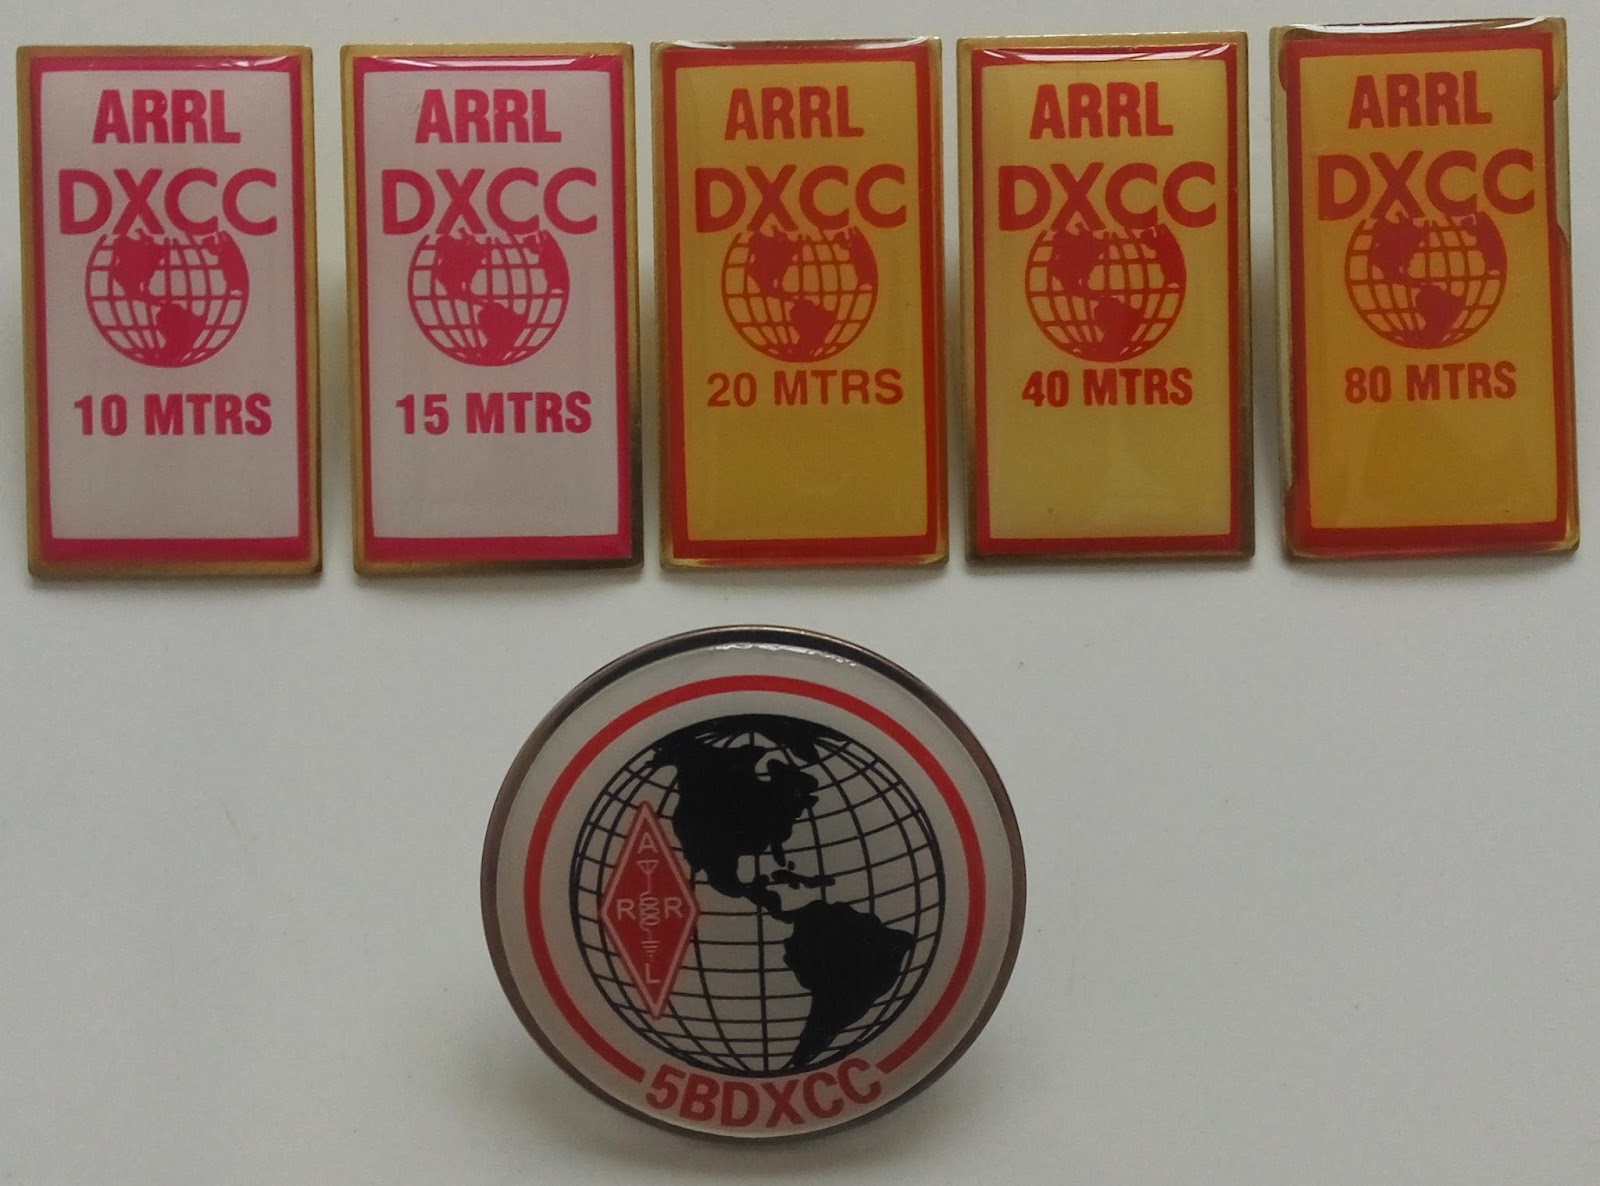 ARRL
DXCC
10 MTRS
ARRL
DXCC
15 MTRS
ARRL
DXCC
20 MTRS
ARRL
DXCC
40 MTRS
ARRL
DXCC
80 MTRS
A
R R
L
5BDXCC